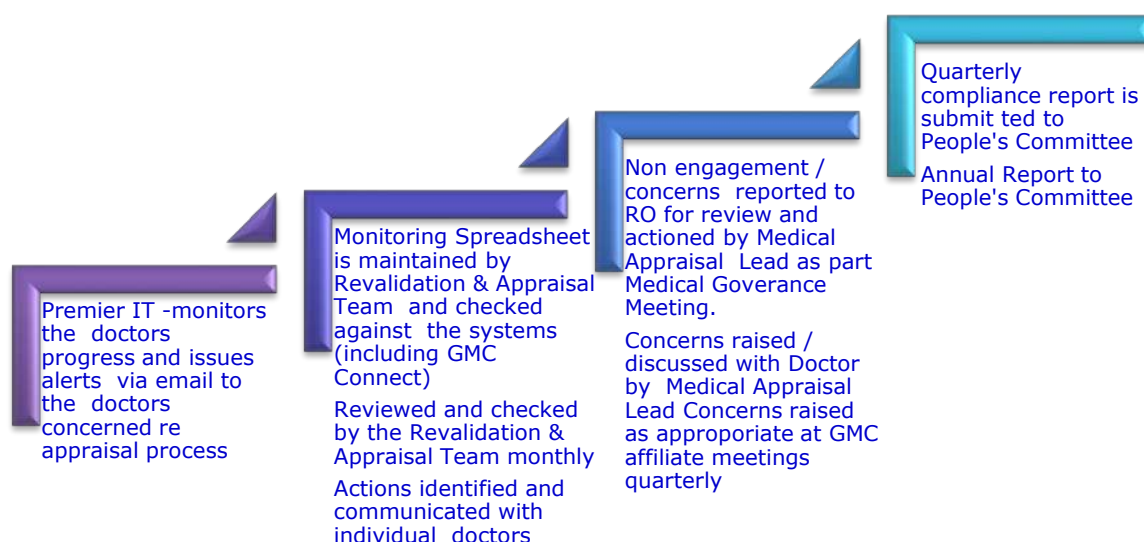 Premier IT -monitors
the doctors
progress and issues
alerts via email to
the doctors
concerned re
appraisal process
Monitoring Spreadsheet
is maintained by
Revalidation & Appraisal
Team and checked
against the systems
(including GMC
Connect)
Reviewed and checked
by the Revalidation &
Appraisal Team monthly
Actions identified and
communicated with
individual doctors
Non engagement /
concerns reported to
RO for review and
actioned by Medical
Appraisal Lead as part
Medical Goverance
Meeting.
Concerns raised /
discussed with Doctor
by Medical Appraisal
Lead Concerns raised
as approporiate at GMC
affiliate meetings
quarterly
Quarterly
compliance report is
submit ted to
People's Committee
Annual Report to
People's Committee